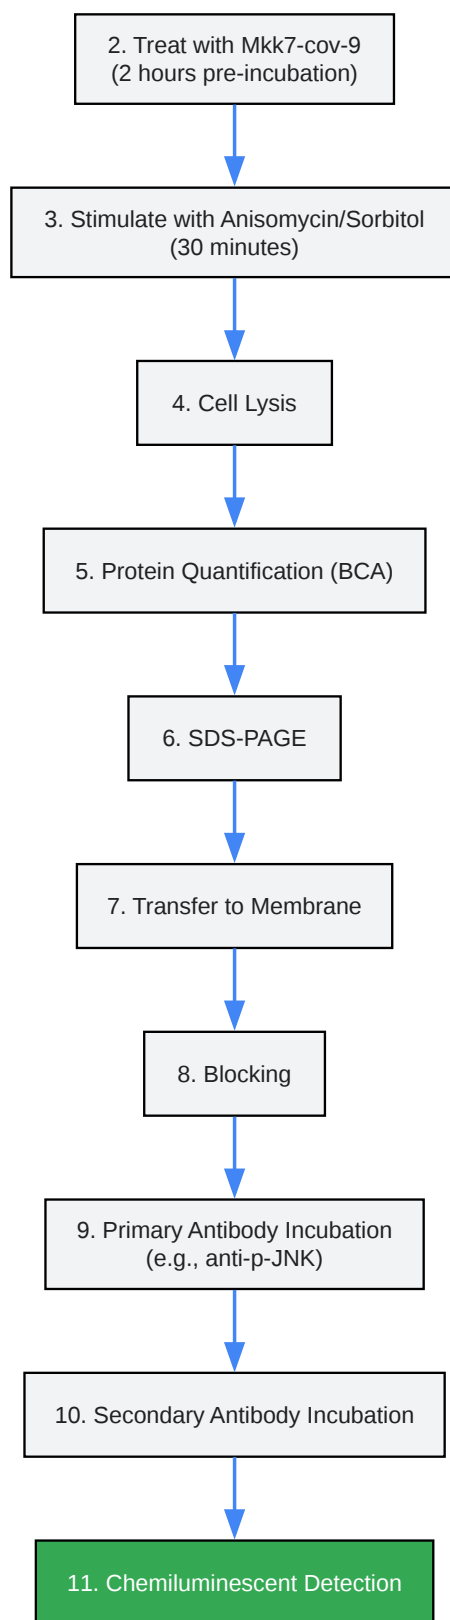 2. Treat with Mkk7-cov-9
(2 hours pre-incubation)
3. Stimulate with Anisomycin/Sorbitol
(30 minutes)
4. Cell Lysis
5. Protein Quantification (BCA)
6. SDS-PAGE
7. Transfer to Membrane
8. Blocking
9. Primary Antibody Incubation
(e.g., anti-p-JNK)
10. Secondary Antibody Incubation
11. Chemiluminescent Detection